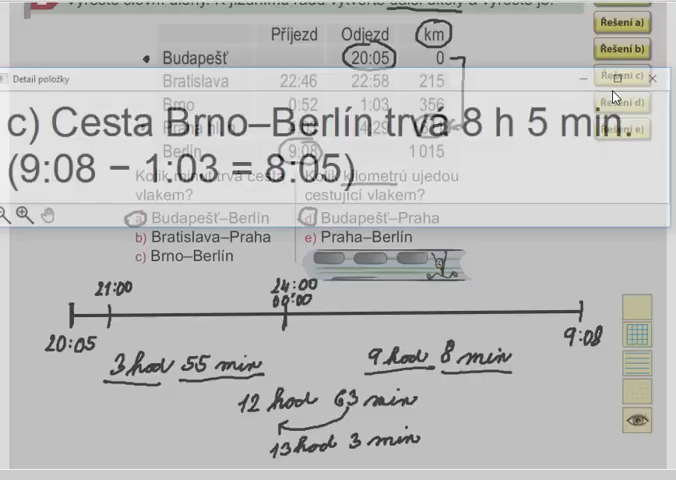 Příjezd Odjezd km
Budapešť 20:05 0
Detail položky
Bratislava 22:46 22:58 215
Brno 0:52 1:03 356
c) Cesta Brno–Berlín trvá 8 h 5 min.
Berlín 9:08 1 015
(9:08 − 1:03 = 8:05)
Kolik minut trvá cesta vlakem?
Kolik kilometrů ujedou cestující vlakem?
a) Budapešť–Berlín
b) Bratislava–Praha
c) Brno–Berlín
d) Budapešť–Praha
e) Praha–Berlín
Řešení a)
Řešení b)
Řešení c)
Řešení d)
Řešení e)
21:00
24:00
00:00
20:05
9:08
3 hod 55 min
9 hod 8 min
12 hod 63 min
13 hod 3 min